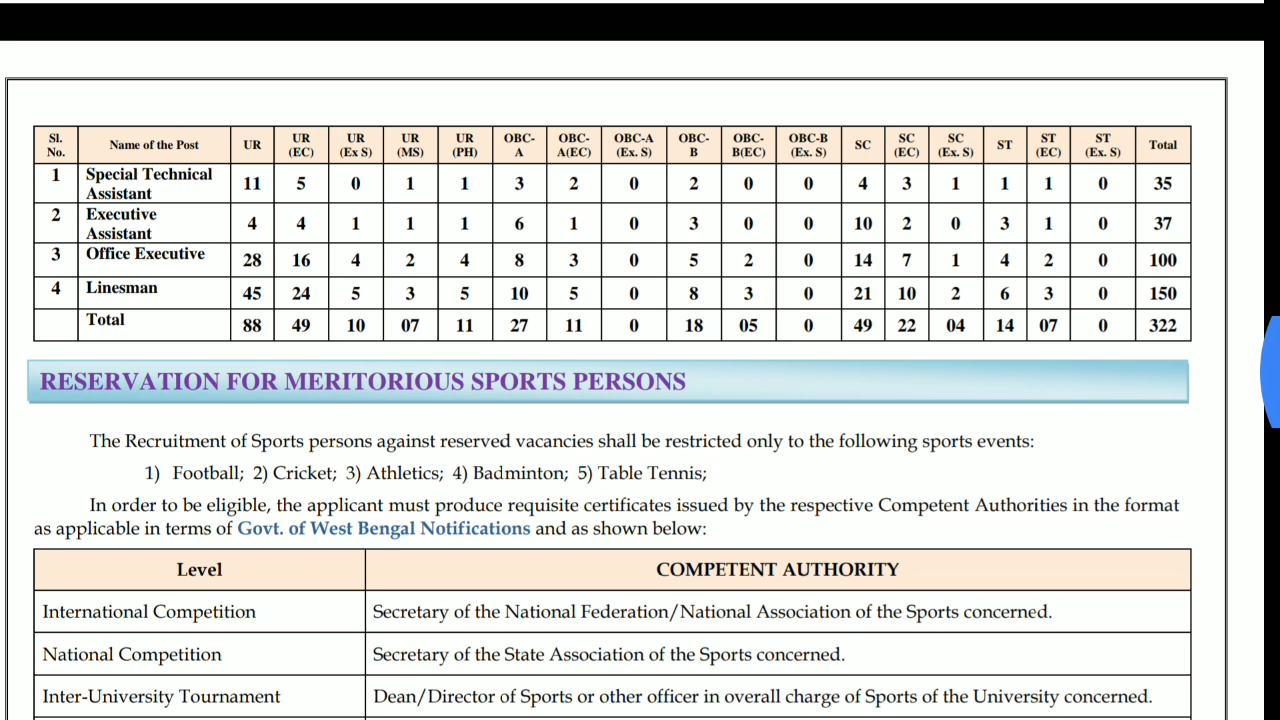 Sl. No. Name of the Post UR UR (EC) UR (Ex S) UR (MS) UR (PH) OBC-A OBC-A(EC) OBC-A (Ex. S) OBC-B OBC-B(EC) OBC-B (Ex. S) SC SC (EC) SC (Ex. S) ST ST (EC) ST (Ex. S) Total
1 Special Technical Assistant 11 5 0 1 1 3 2 0 2 0 0 4 3 1 1 1 0 35
2 Executive Assistant 4 4 1 1 1 6 1 0 3 0 0 10 2 0 3 1 0 37
3 Office Executive 28 16 4 2 4 8 3 0 5 2 0 14 7 1 4 2 0 100
4 Linesman 45 24 5 3 5 10 5 0 8 3 0 21 10 2 6 3 0 150
Total 88 49 10 07 11 27 11 0 18 05 0 49 22 04 14 07 0 322
RESERVATION FOR MERITORIOUS SPORTS PERSONS
The Recruitment of Sports persons against reserved vacancies shall be restricted only to the following sports events:
1) Football; 2) Cricket; 3) Athletics; 4) Badminton; 5) Table Tennis;
In order to be eligible, the applicant must produce requisite certificates issued by the respective Competent Authorities in the format
as applicable in terms of Govt. of West Bengal Notifications and as shown below:
Level COMPETENT AUTHORITY
International Competition Secretary of the National Federation/National Association of the Sports concerned.
National Competition Secretary of the State Association of the Sports concerned.
Inter-University Tournament Dean/Director of Sports or other officer in overall charge of Sports of the University concerned.